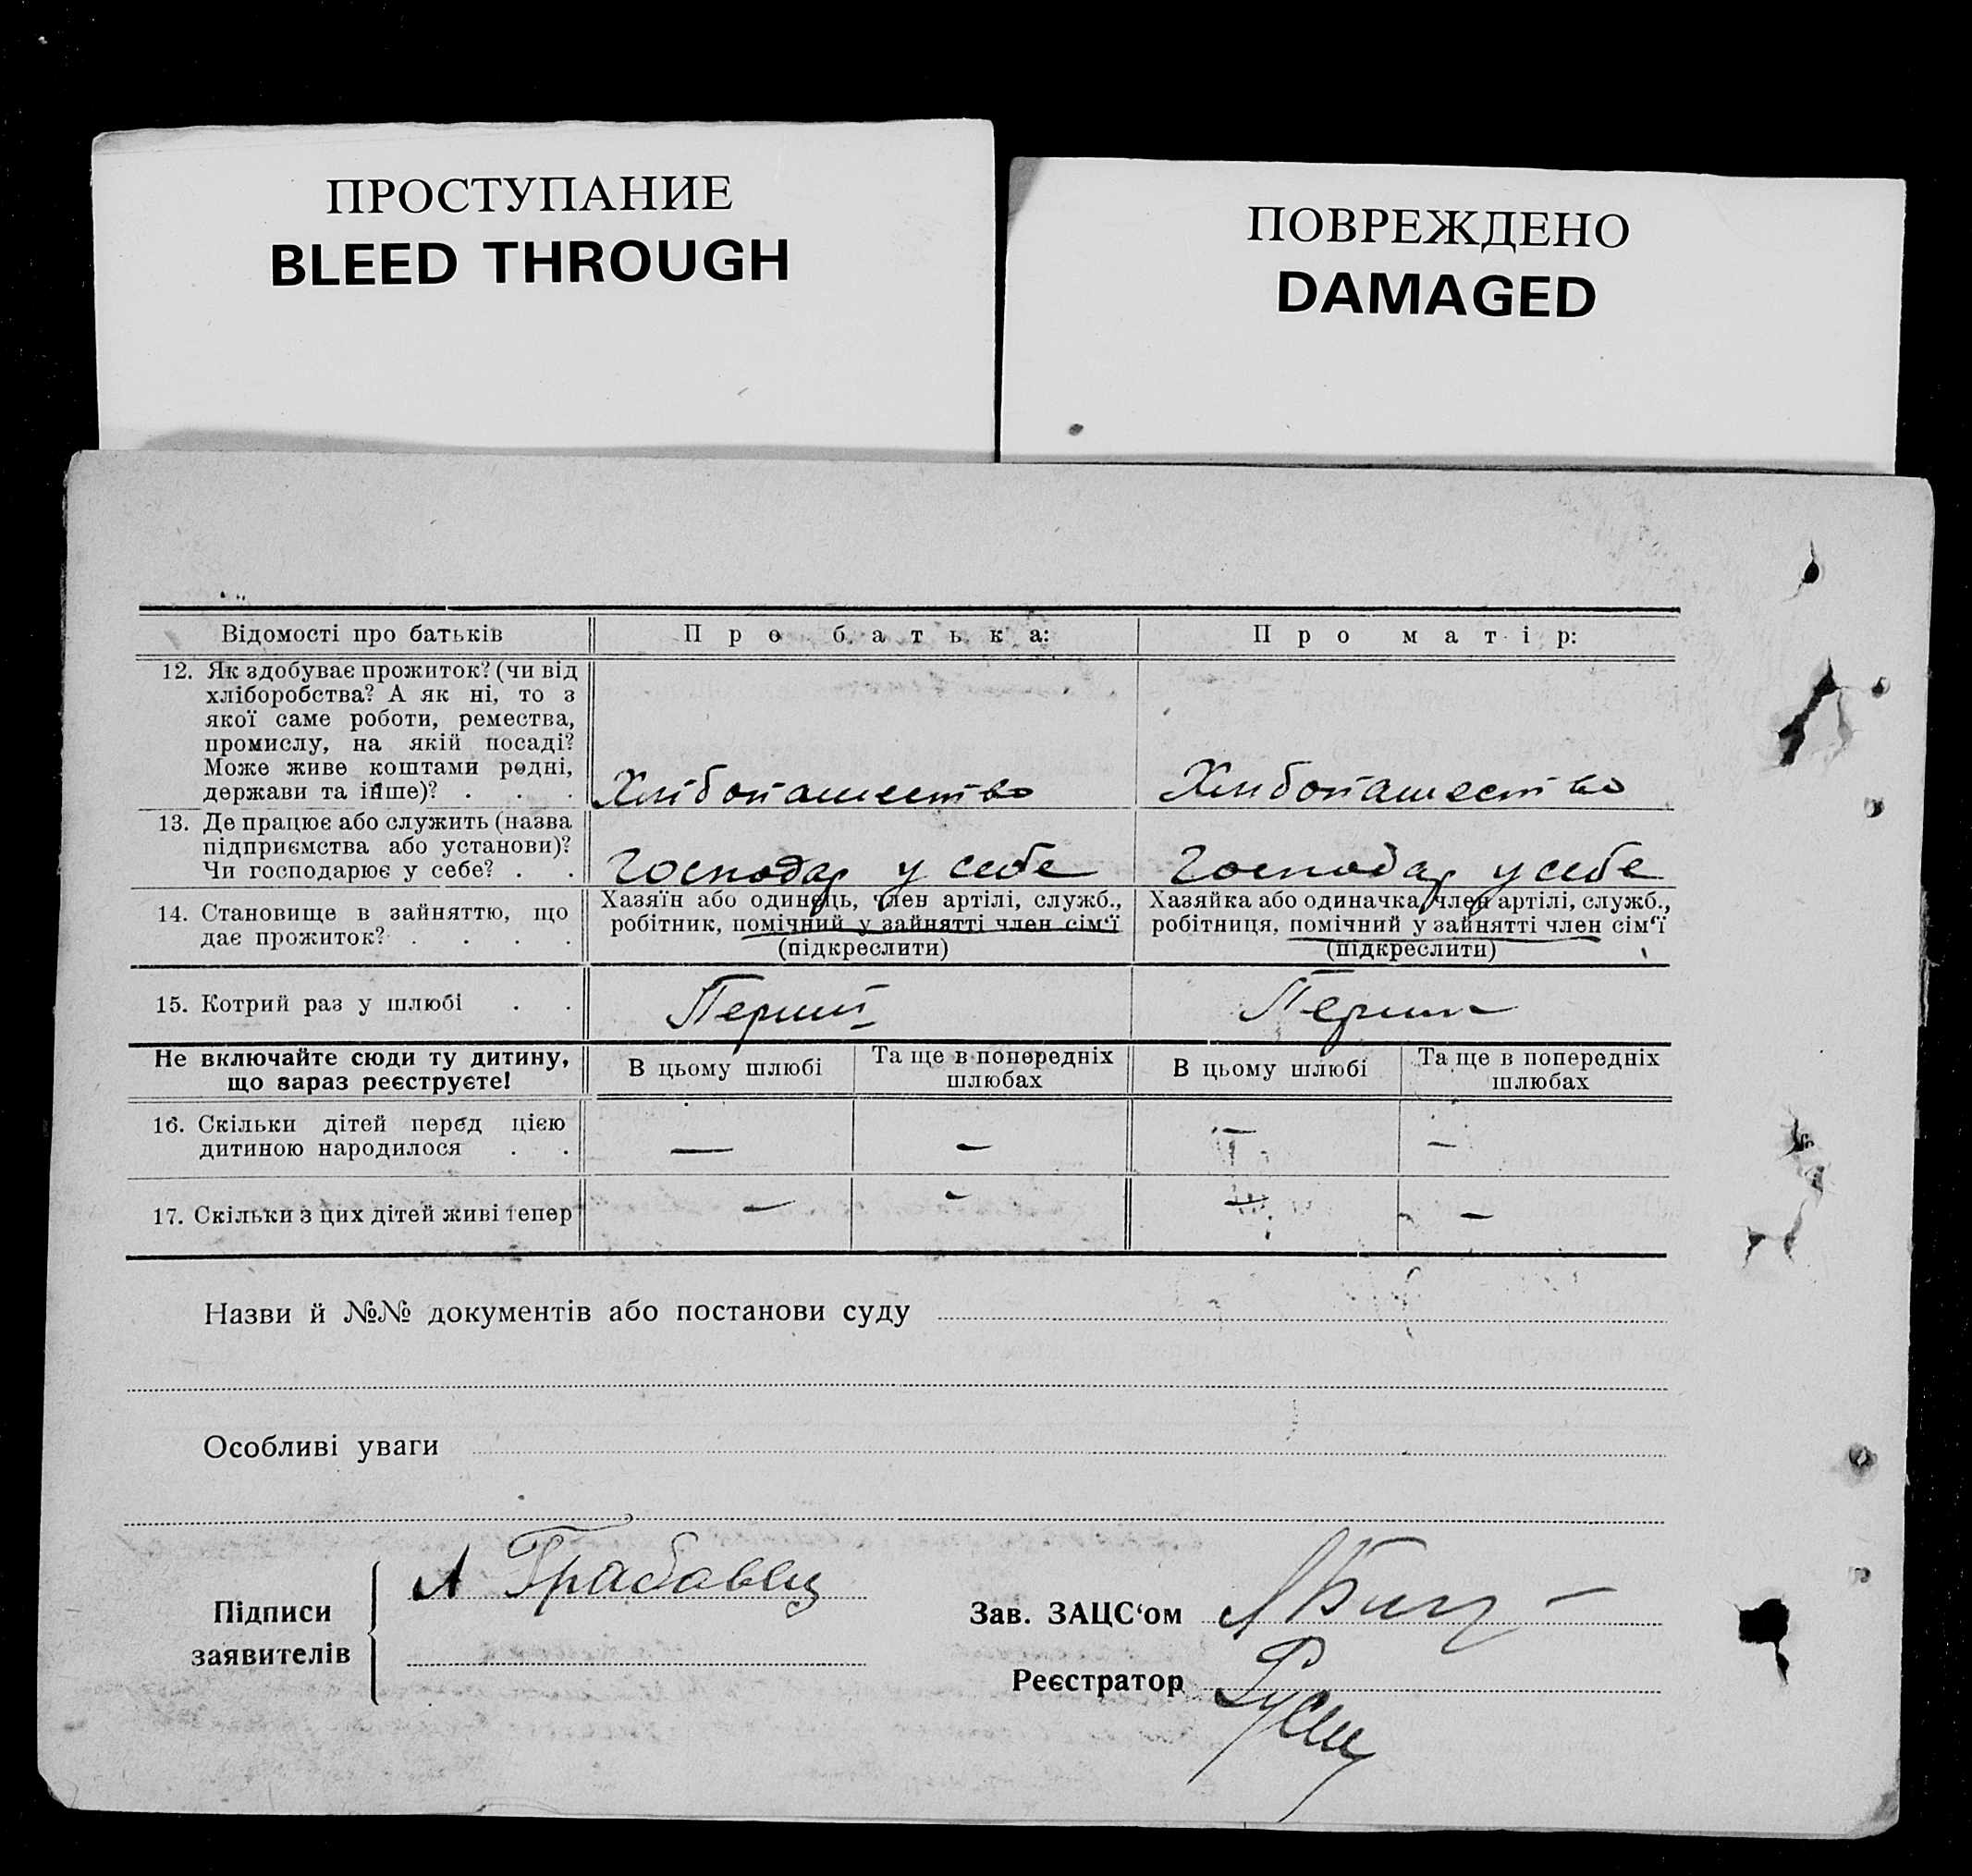 ПРОСТУПАНИЕ
BLEED THROUGH
ПОВРЕЖДЕНО
DAMAGED
Відомості про батьків
Про батька:
Про матір:
12. Як здобуває прожиток? (чи від
хліборобства? А як ні, то з
якої саме роботи, ремества,
промислу, на якій посаді?
Може живе коштами рідні,
держави та інше)? . . .
Хлібопашество
Хлібопашество
13. Де працює або служить (назва
підприємства або установи)?
Чи господарює у себе? . .
Господар у себе
Господар у себе
14. Становище в зайняттю, що
дає прожиток? . . . .
Хазяїн або одинець, член артілі, служб.,
робітник, помічний у зайнятті член сім'ї
(підкреслити)
Хазяйка або одиначка, член артілі, служб.,
робітниця, помічний у зайнятті член сім'ї
(підкреслити)
15. Котрий раз у шлюбі . .
Перший
Не включайте сюди ту дитину,
що зараз реєструєте!
В цьому шлюбі
Та ще в попередніх
шлюбах
В цьому шлюбі
Та ще в попередніх
шлюбах
16. Скільки дітей перед цією
дитиною народилося . .
— — — —
17. Скільки з цих дітей живі тепер
— — — —
Назви й №№ документів або постанови суду
Особливі уваги
Підписи
заявителів
А Грабовец
Зав. ЗАЦС'ом
Реєстратор